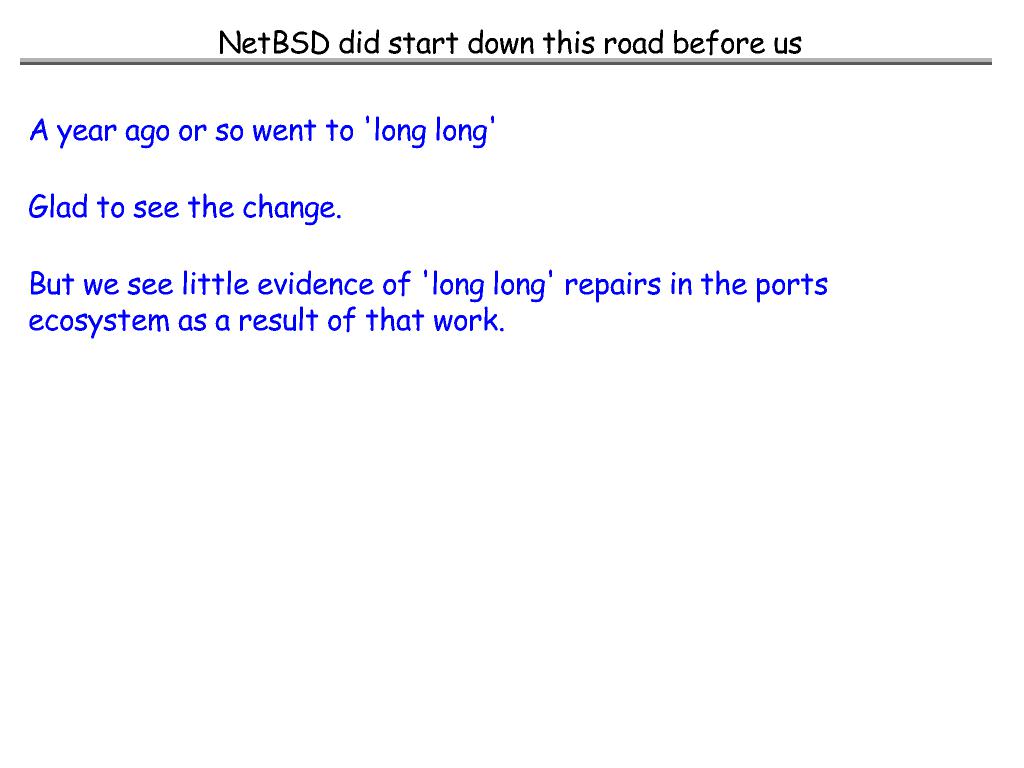 NetBSD did start down this road before us
A year ago or so went to 'long long'
Glad to see the change.
But we see little evidence of 'long long' repairs in the ports
ecosystem as a result of that work.